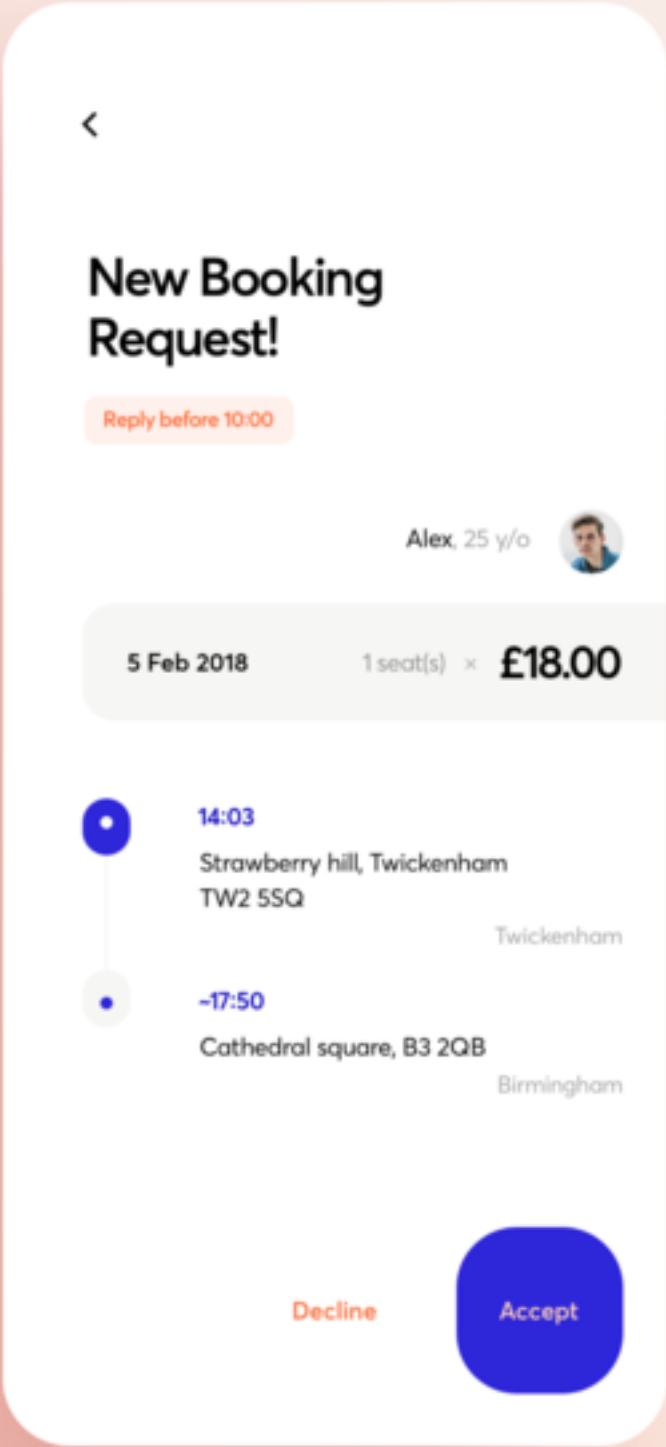 New Booking
Request!
Reply before 10:00
Alex, 25 y/o
5 Feb 2018 1 seat(s) × £18.00
14:03
Strawberry hill, Twickenham
TW2 5SQ
Twickenham
~17:50
Cathedral square, B3 2QB
Birmingham
Decline Accept